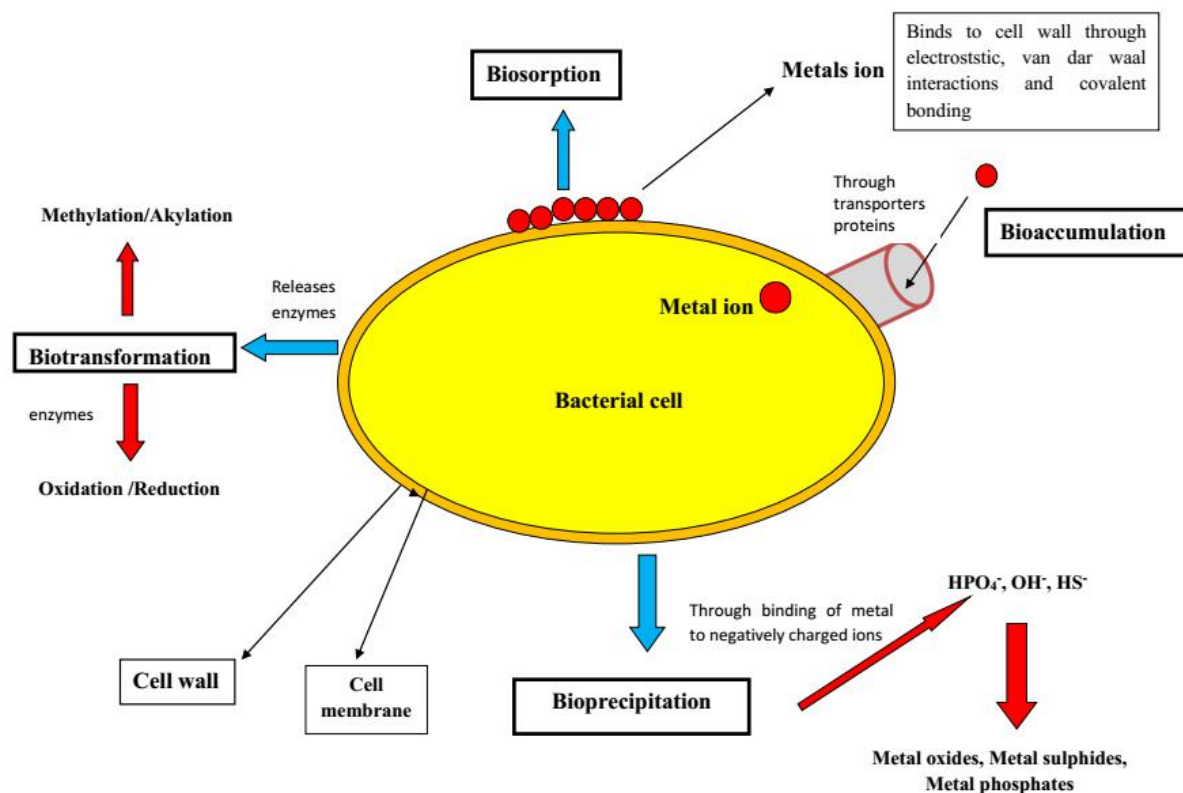 Biosorption
Metals ion
Binds to cell wall through
electroststic, van dar waal
interactions and covalent
bonding
Through
transporters
proteins
Bioaccumulation
Methylation/Akylation
Releases
enzymes
Metal ion
Biotransformation
Bacterial cell
enzymes
Oxidation /Reduction
HPO₄⁻, OH⁻, HS⁻
Through binding of metal
to negatively charged ions
Cell wall
Cell
membrane
Bioprecipitation
Metal oxides, Metal sulphides,
Metal phosphates